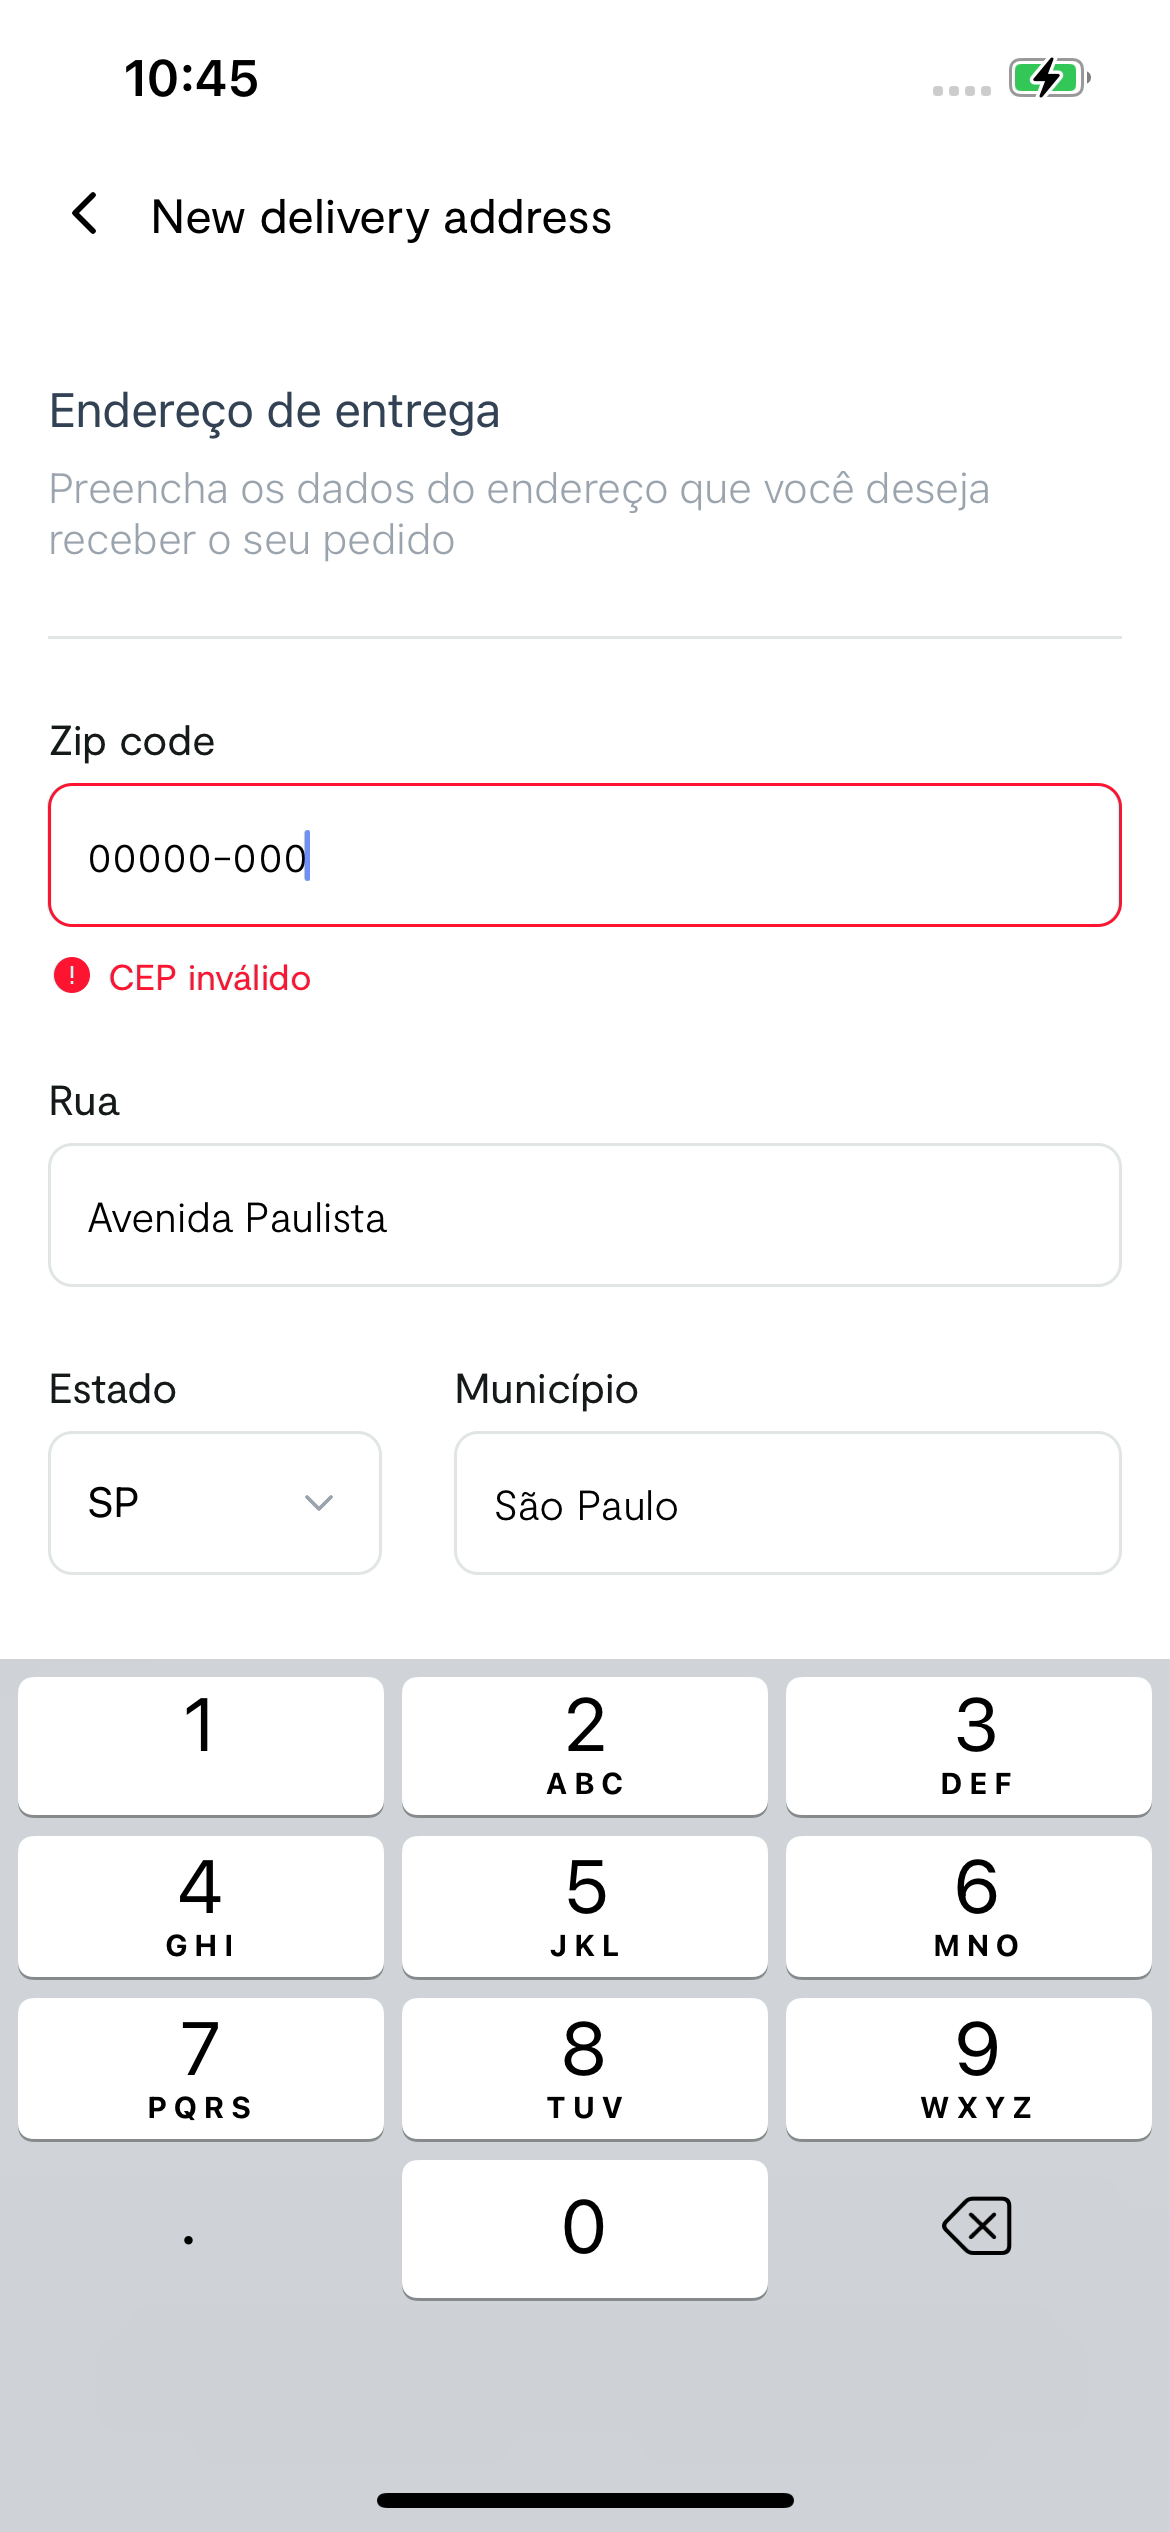 10:45
New delivery address
Endereço de entrega
Preencha os dados do endereço que você deseja
receber o seu pedido
Zip code
00000-000
! CEP inválido
Rua
Avenida Paulista
Estado Município
SP São Paulo
1 2 3
ABC DEF
4 5 6
GHI JKL MNO
7 8 9
PQRS TUV WXYZ
. 0